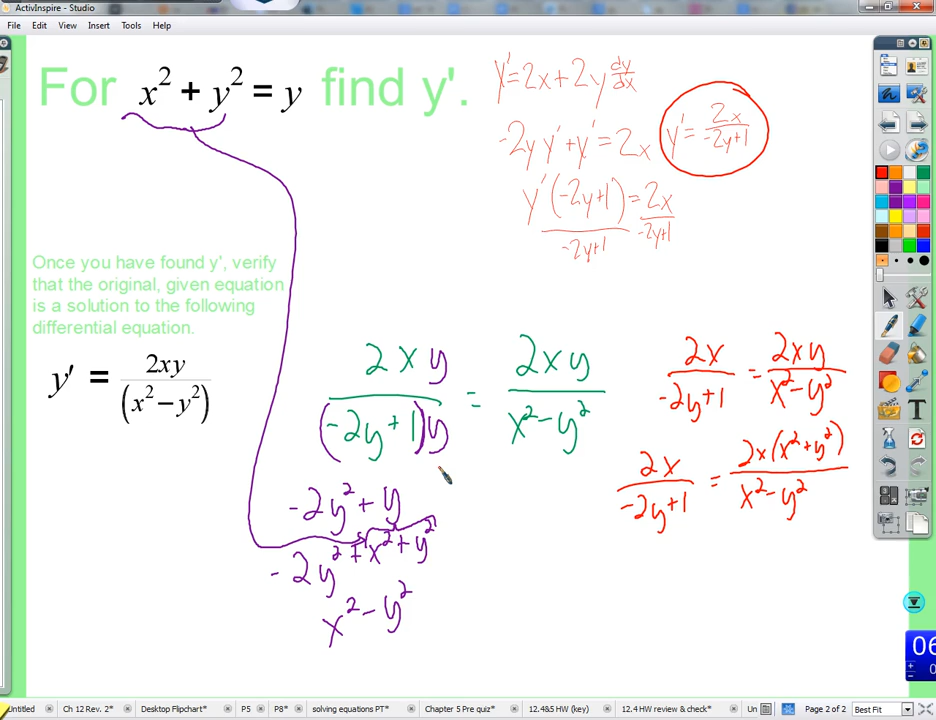 ActivInspire - Studio
File Edit View Insert Tools
For x² + y² = y find y'.
y' = 2x + 2y dy/dx
-2y y' + y' = 2x
y' = 2x/(-2y+1)
y'(-2y+1)/(-2y+1) = 2x/(-2y+1)
Once you have found y', verify
that the original, given equation
is a solution to the following
differential equation.
y' = 2xy/(x² – y²)
2xy/((-2y+1)y) = 2xy/(x²-y²)
-2y² + y
-2y² + x² + y²
x² - y²
2x/(-2y+1) = 2xy/(x²-y²)
2x/(-2y+1) = 2x(x²+y²)/(x²-y²)
06
Page 2 of 2 Best Fit
Untitled Ch 12 Rev. 2* Desktop Flipchart* P5 P8* solving equations PT* Chapter 5 Pre quiz* 12.4&5 HW (key) 12.4 HW review & check* Un